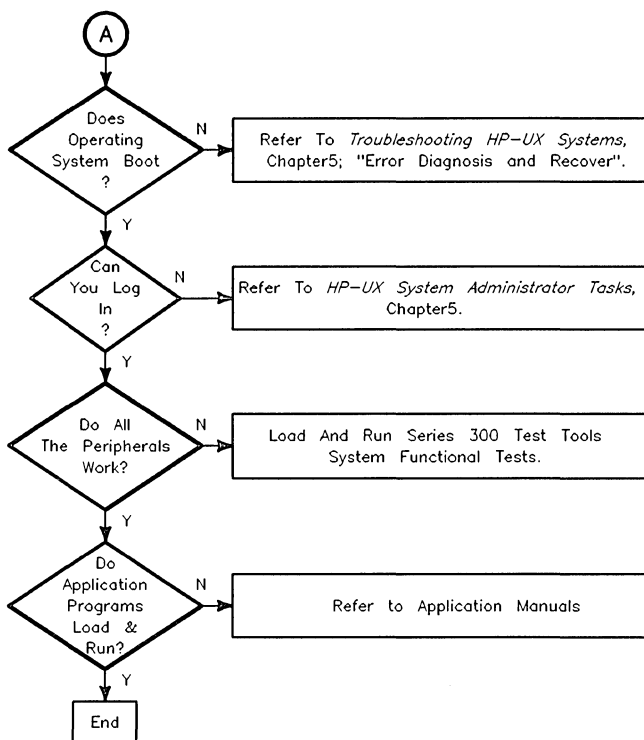 A
Does
Operating
System Boot
?
N
Refer To Troubleshooting HP-UX Systems,
Chapter5; "Error Diagnosis and Recover".
Y
Can
You Log
In
?
N
Refer To HP-UX System Administrator Tasks,
Chapter5.
Y
Do All
The Peripherals
Work?
N
Load And Run Series 300 Test Tools
System Functional Tests.
Y
Do
Application
Programs
Load &
Run?
N
Refer to Application Manuals
Y
End